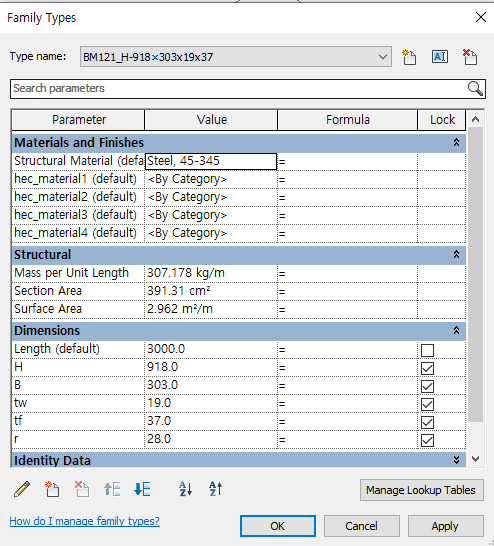 Family Types
Type name: BM121_H-918×303x19x37
Search parameters
Parameter Value Formula Lock
Materials and Finishes
Structural Material (defa Steel, 45-345 =
hec_material1 (default) <By Category> =
hec_material2 (default) <By Category> =
hec_material3 (default) <By Category> =
hec_material4 (default) <By Category> =
Structural
Mass per Unit Length 307.178 kg/m =
Section Area 391.31 cm² =
Surface Area 2.962 m²/m =
Dimensions
Length (default) 3000.0 =
H 918.0 =
B 303.0 =
tw 19.0 =
tf 37.0 =
r 28.0 =
Identity Data
Manage Lookup Tables
How do I manage family types?
OK Cancel Apply